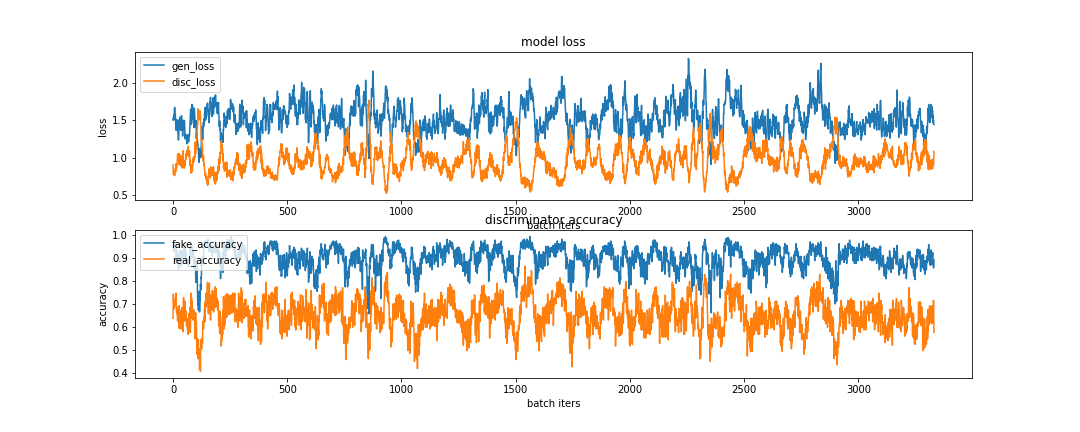 model loss
gen_loss
disc_loss
loss
2.0
1.5
1.0
0.5
0 500 1000 1500 2000 2500 3000
batch iters
discriminator accuracy
fake_accuracy
real_accuracy
accuracy
1.0
0.9
0.8
0.7
0.6
0.5
0.4
0 500 1000 1500 2000 2500 3000
batch iters